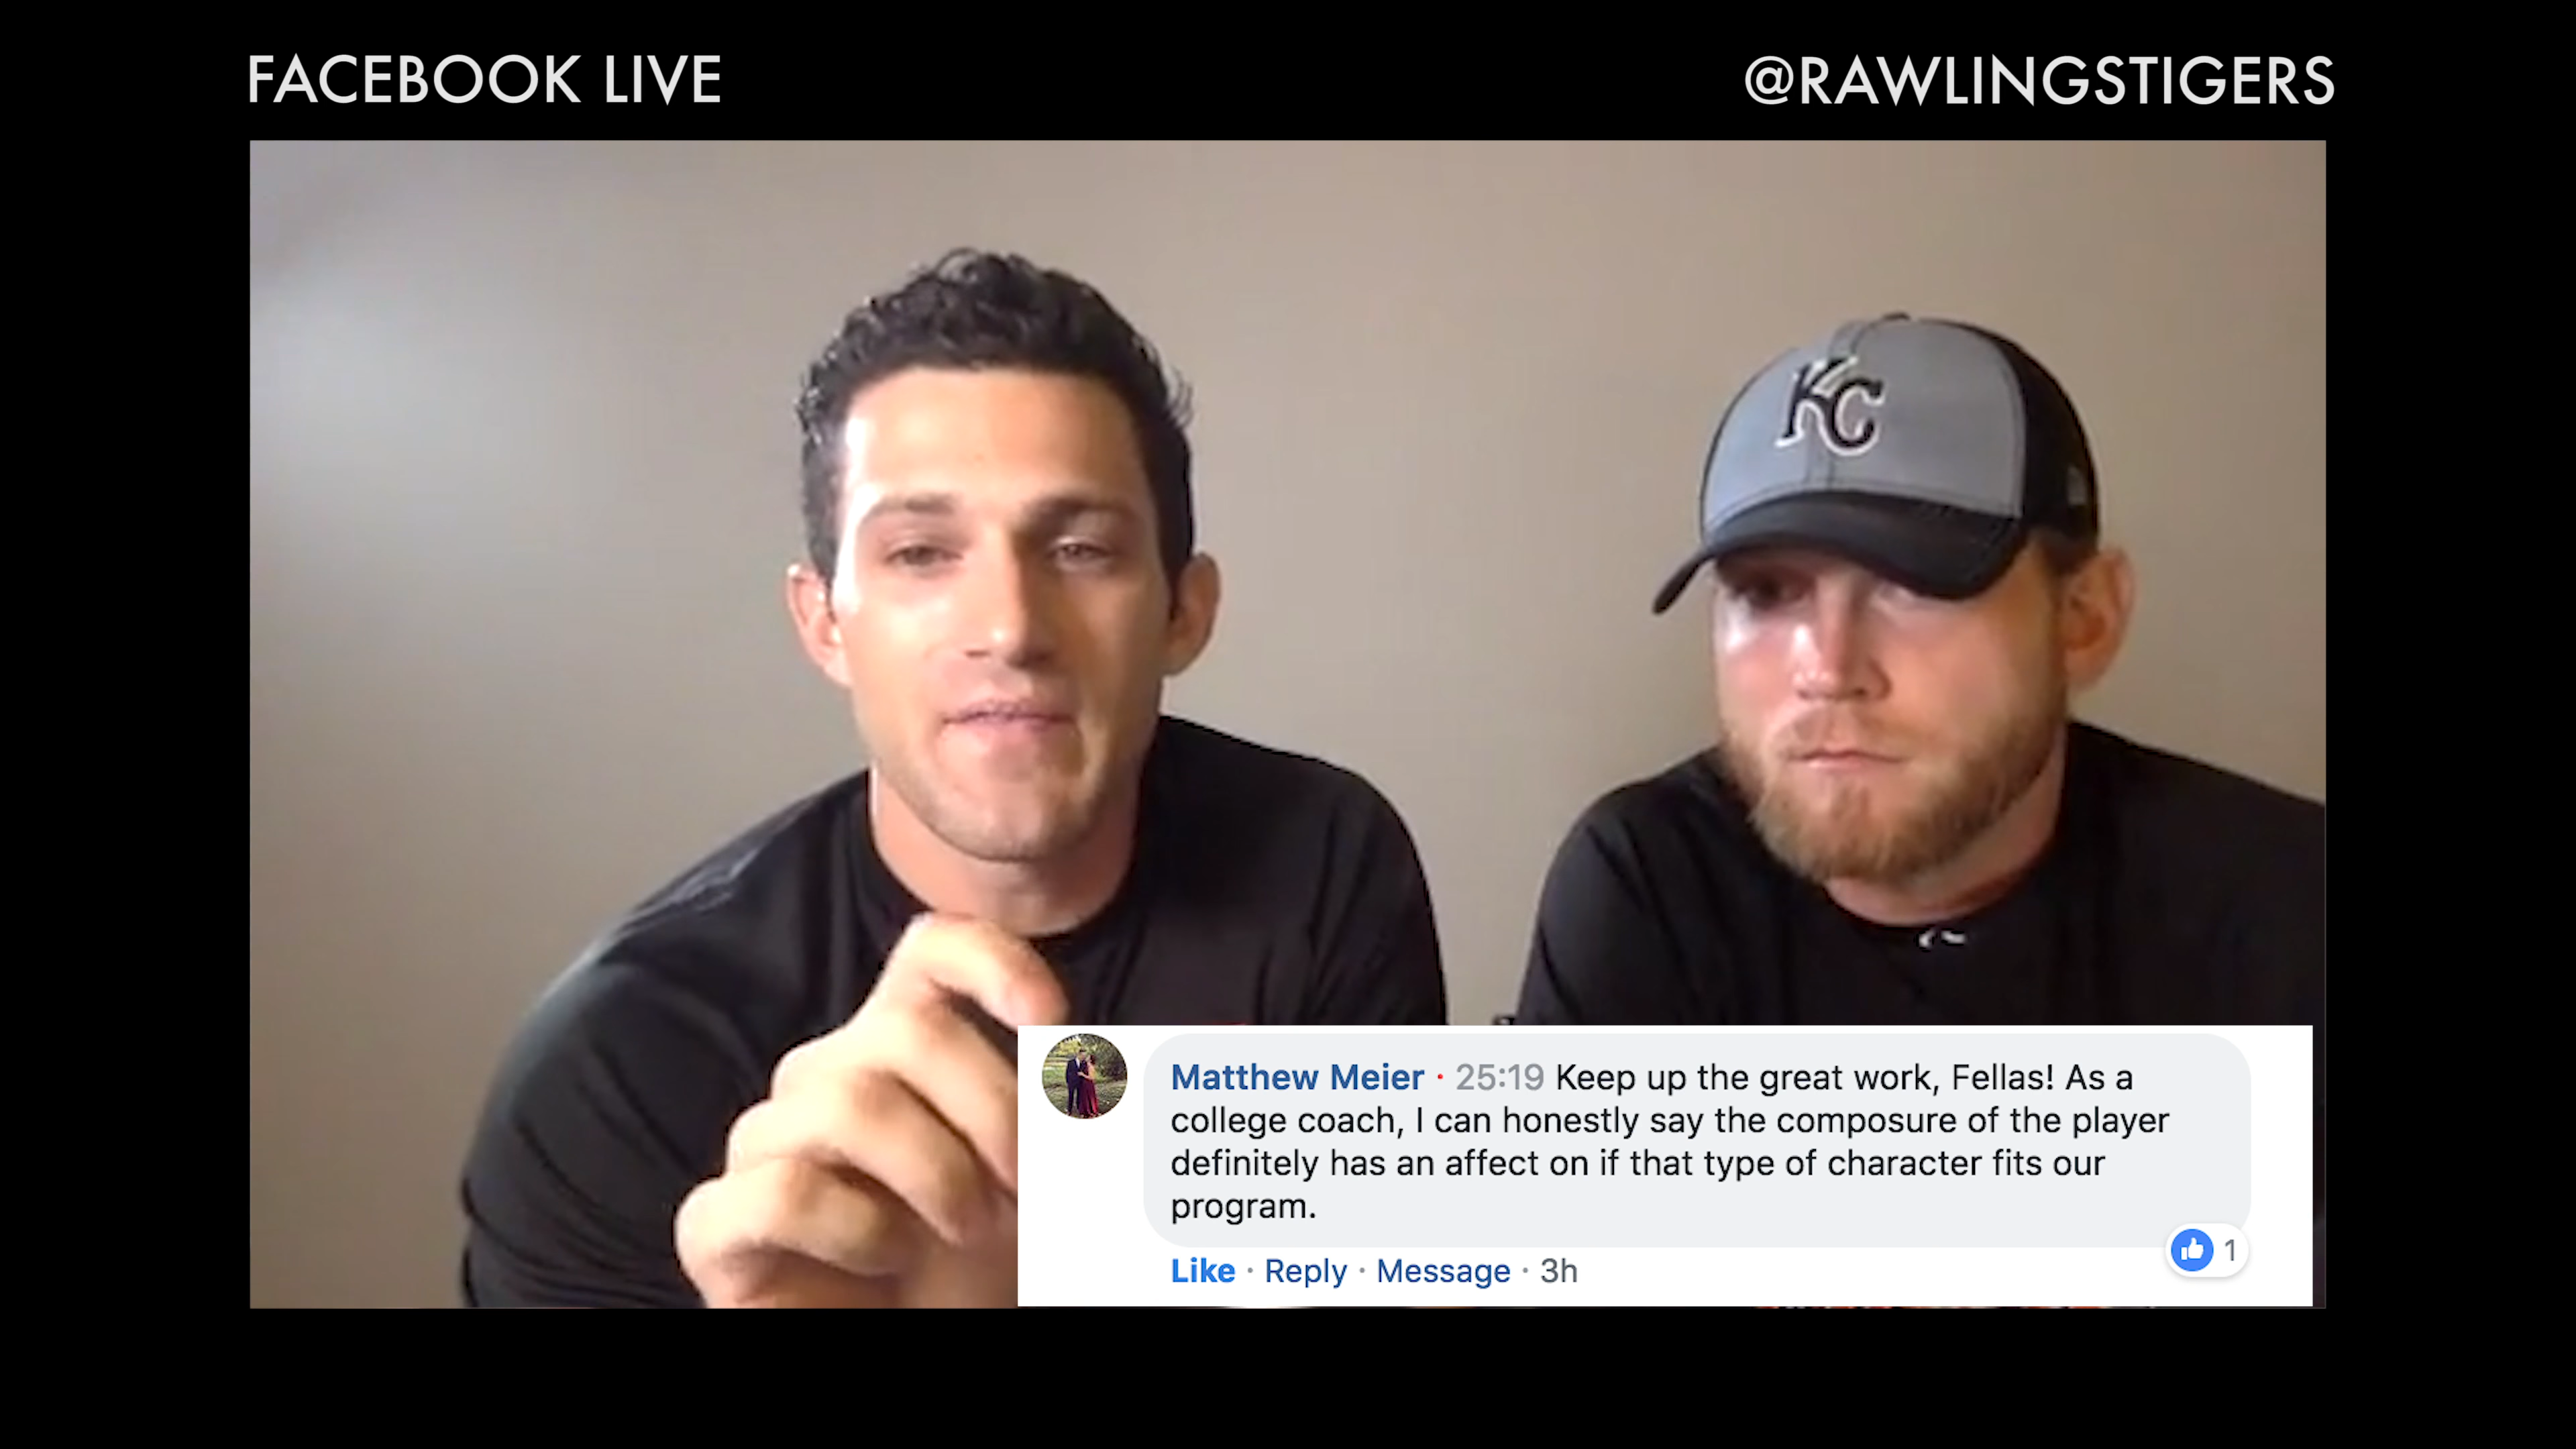 FACEBOOK LIVE
@RAWLINGSTIGERS
KC
Matthew Meier · 25:19 Keep up the great work, Fellas! As a
college coach, I can honestly say the composure of the player
definitely has an affect on if that type of character fits our
program.
1
Like · Reply · Message · 3h